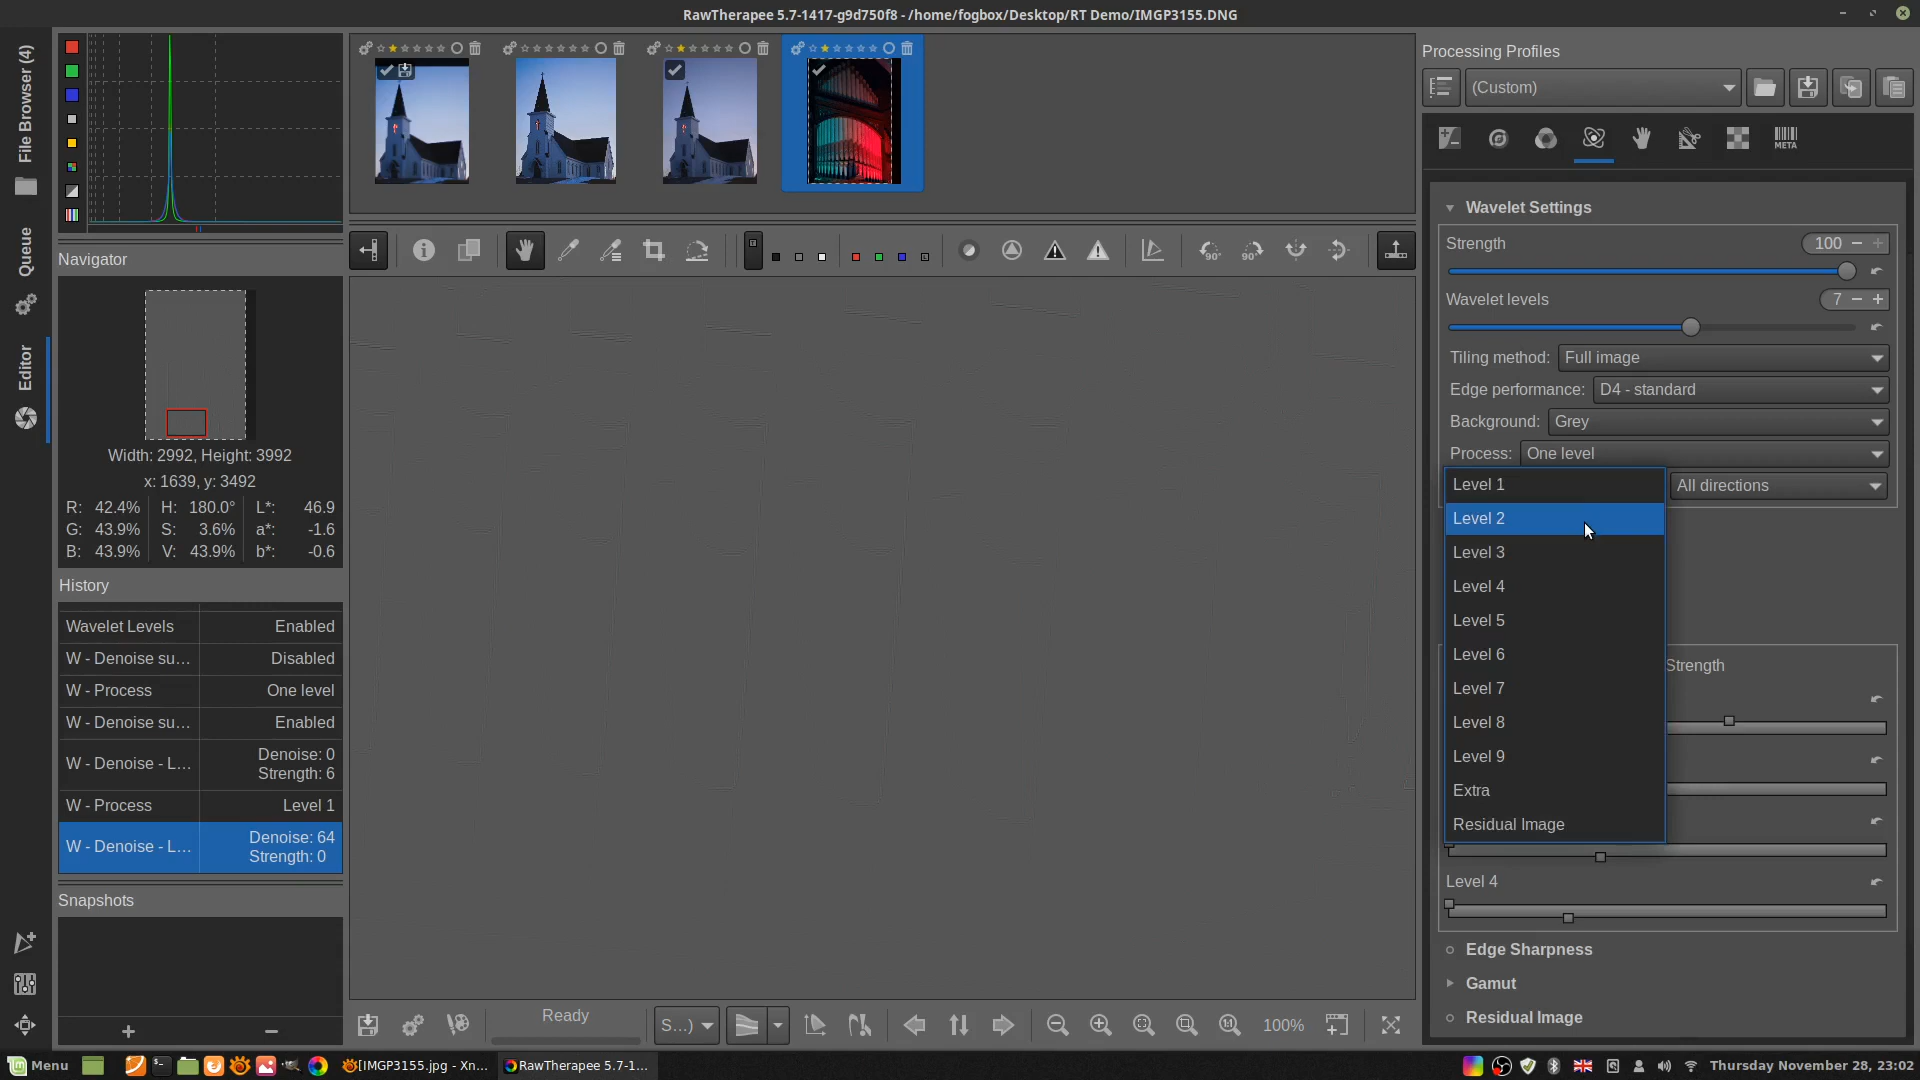 RawTherapee 5.7-1417-g9d750f8 - /home/fogbox/Desktop/RT Demo/IMGP3155.DNG
File Browser (4)
Queue
Editor
Navigator
Width: 2992, Height: 3992
x: 1639, y: 3492
R: 42.4% H: 180.0° L*: 46.9
G: 43.9% S: 3.6% a*: -1.6
B: 43.9% V: 43.9% b*: -0.6
History
Wavelet Levels Enabled
W - Denoise su... Disabled
W - Process One level
W - Denoise su... Enabled
W - Denoise - L... Denoise: 0
Strength: 6
W - Process Level 1
W - Denoise - L... Denoise: 64
Strength: 0
Snapshots
90° 90°
Ready
S...)
1:1
100%
Processing Profiles
(Custom)
META
Wavelet Settings
Strength 100
Wavelet levels 7
Tiling method: Full image
Edge performance: D4 - standard
Background: Grey
Process: One level
All directions
Level 1
Level 2
Level 3
Level 4
Level 5
Level 6
Level 7
Level 8
Level 9
Extra
Residual Image
Strength
Level 4
Edge Sharpness
Gamut
Residual Image
Menu
[IMGP3155.jpg - Xn...
RawTherapee 5.7-1...
Thursday November 28, 23:02